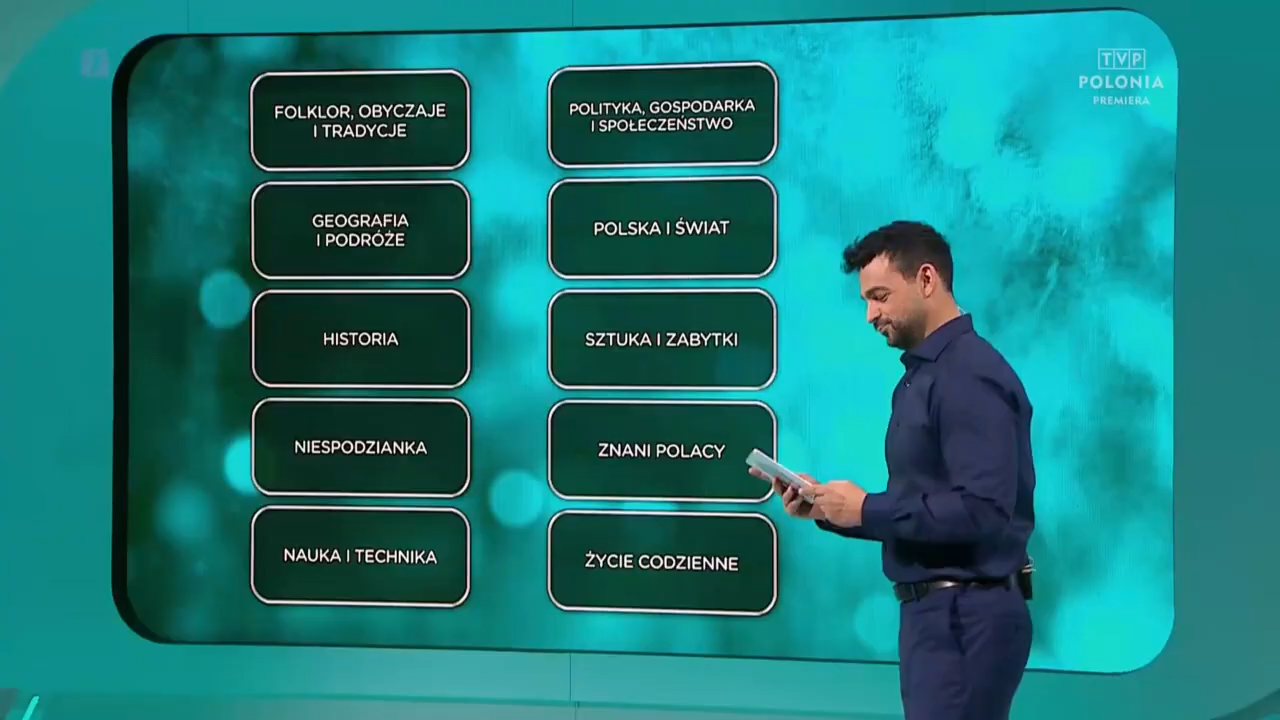 FOLKLOR, OBYCZAJE
I TRADYCJE
GEOGRAFIA
I PODRÓŻE
HISTORIA
NIESPODZIANKA
NAUKA I TECHNIKA
POLITYKA, GOSPODARKA
I SPOŁECZEŃSTWO
POLSKA I ŚWIAT
SZTUKA I ZABYTKI
ZNANI POLACY
ŻYCIE CODZIENNE
TVP
POLONIA
PREMIERA